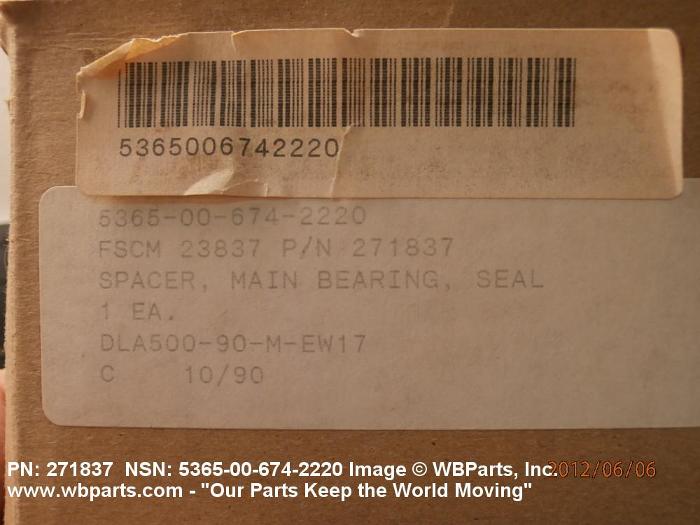 5365006742220
5365-00-674-2220
FSCM 23837 P/N 271837
SPACER, MAIN BEARING, SEAL
1 EA.
DLA500-90-M-EW17
C 10/90
PN: 271837 NSN: 5365-00-674-2220 Image © WBParts, Inc.
2012/06/06
www.wbparts.com - "Our Parts Keep the World Moving"